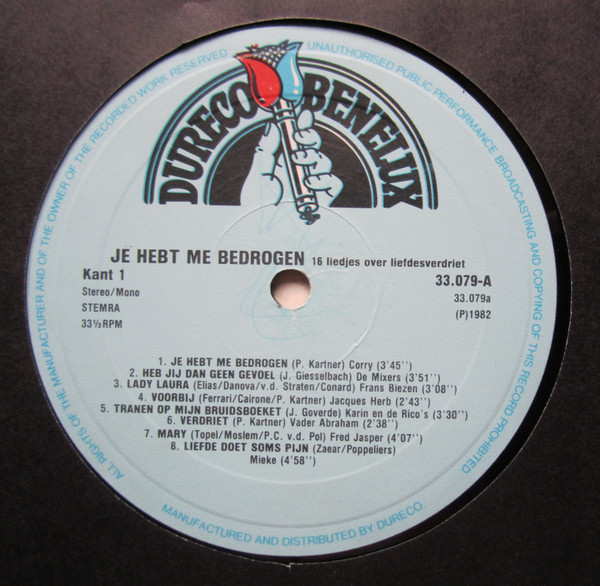 ALL RIGHTS OF THE MANUFACTURER AND OF THE OWNER OF THE RECORDED WORK RESERVED UNAUTHORISED PUBLIC PERFORMANCE BROADCASTING AND COPYING OF THIS RECORD PROHIBITED
DURECO BENELUX
JE HEBT ME BEDROGEN 16 liedjes over liefdesverdriet
Kant 1
Stereo/Mono
STEMRA
33⅓RPM
33.079-A
33.079a
(P)1982
1. JE HEBT ME BEDROGEN (P. Kartner) Corry (3'45'')
2. HEB JIJ DAN GEEN GEVOEL (J. Giesselbach) De Mixers (3'51'')
3. LADY LAURA (Elias/Danova/v.d. Straten/Conard) Frans Biezen (3'08'')
4. VOORBIJ (Ferrari/Cairone/P. Kartner) Jacques Herb (2'43'')
5. TRANEN OP MIJN BRUIDSBOEKET (J. Goverde) Karin en de Rico's (3'30'')
6. VERDRIET (P. Kartner) Vader Abraham (2'38'')
7. MARY (Topel/Moslem/P.C. v.d. Pol) Fred Jasper (4'07'')
8. LIEFDE DOET SOMS PIJN (Zaear/Poppeliers)
Mieke (4'58'')
MANUFACTURED AND DISTRIBUTED BY DURECO.